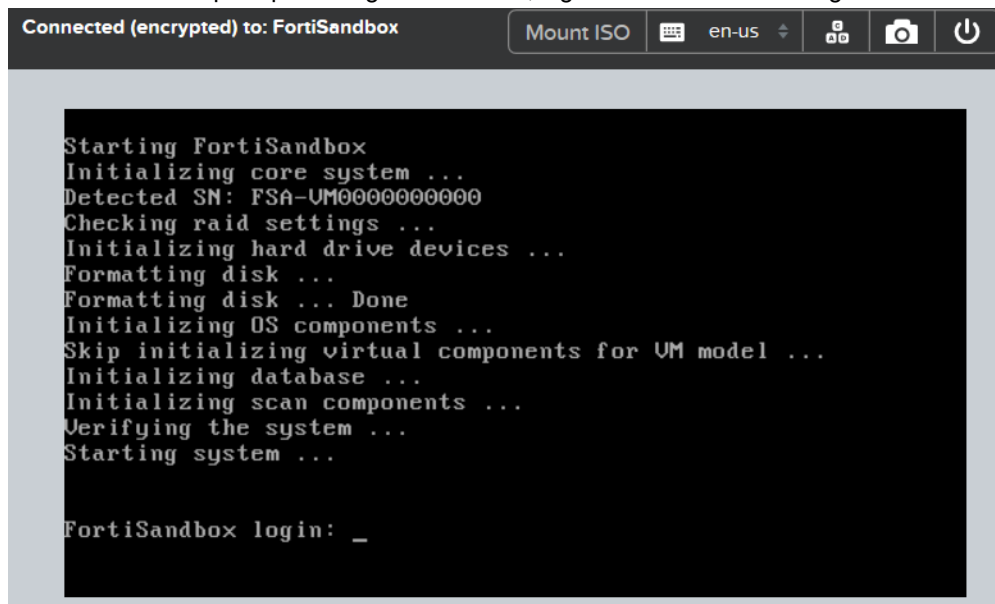 Connected (encrypted) to: FortiSandbox
Mount ISO
en-us
C
A D
Starting FortiSandbox
Initializing core system ...
Detected SN: FSA-VM0000000000
Checking raid settings ...
Initializing hard drive devices ...
Formatting disk ...
Formatting disk ... Done
Initializing OS components ...
Skip initializing virtual components for VM model ...
Initializing database ...
Initializing scan components ...
Verifying the system ...
Starting system ...
FortiSandbox login: _